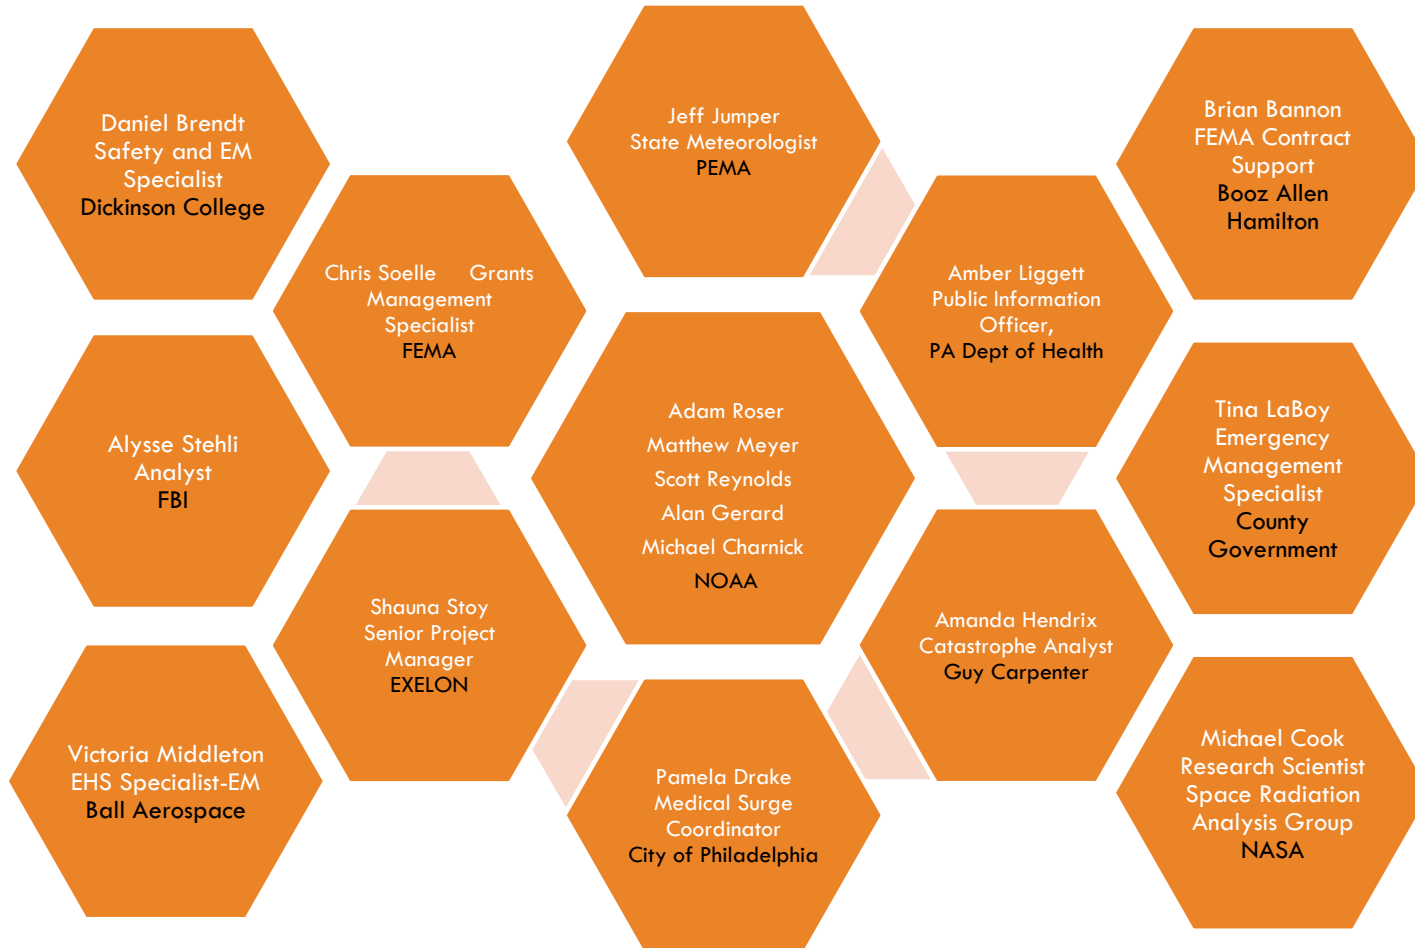 Daniel Brendt
Safety and EM
Specialist
Dickinson College
Chris Soelle Grants
Management
Specialist
FEMA
Jeff Jumper
State Meteorologist
PEMA
Amber Liggett
Public Information
Officer,
PA Dept of Health
Brian Bannon
FEMA Contract
Support
Booz Allen
Hamilton
Alysse Stehli
Analyst
FBI
Adam Roser
Matthew Meyer
Scott Reynolds
Alan Gerard
Michael Charnick
NOAA
Tina LaBoy
Emergency
Management
Specialist
County
Government
Shauna Stoy
Senior Project
Manager
EXELON
Amanda Hendrix
Catastrophe Analyst
Guy Carpenter
Victoria Middleton
EHS Specialist-EM
Ball Aerospace
Pamela Drake
Medical Surge
Coordinator
City of Philadelphia
Michael Cook
Research Scientist
Space Radiation
Analysis Group
NASA